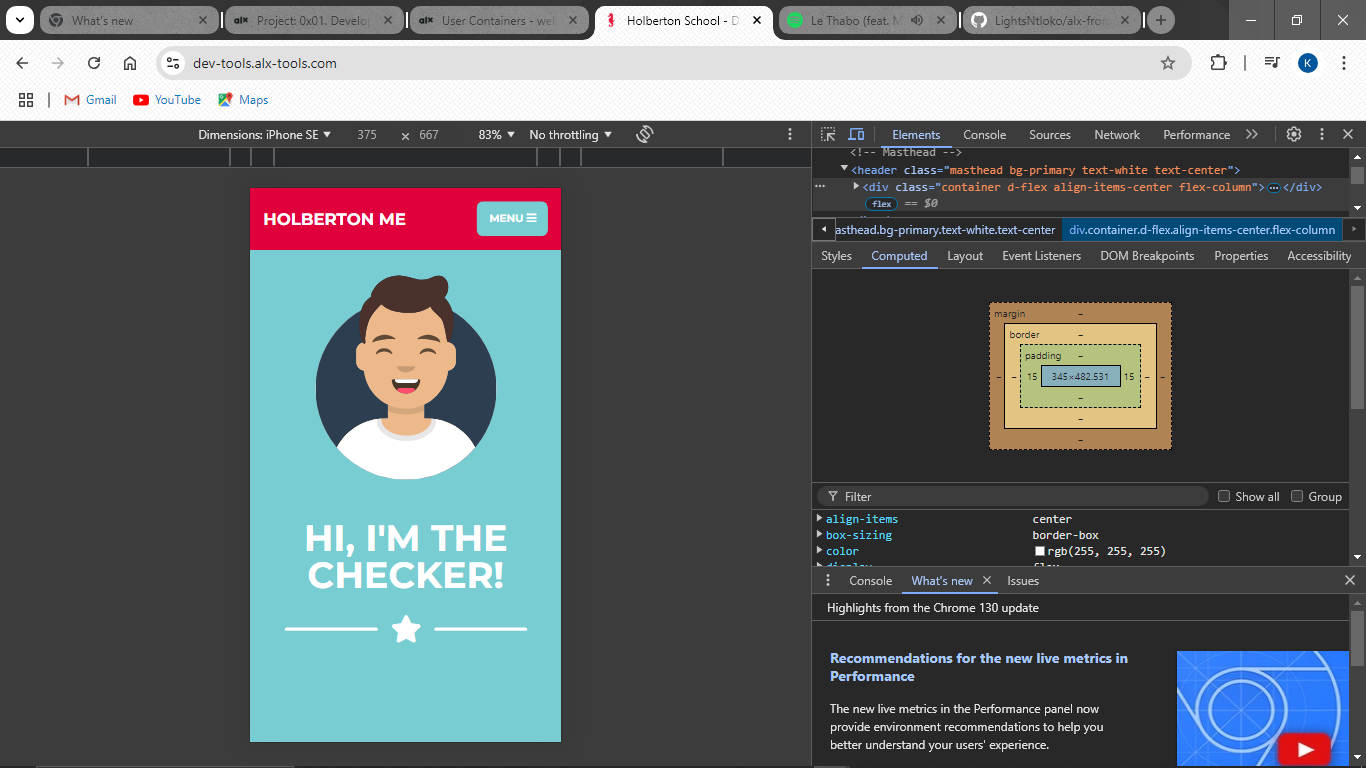 What's new
alx Project: 0x01. Develop
alx User Containers - web
Holberton School - D
Le Thabo (feat. M
LightsNtloko/alx-fron
dev-tools.alx-tools.com
K
Gmail YouTube Maps
Dimensions: iPhone SE 375 × 667 83% No throttling
HOLBERTON ME
MENU
HI, I'M THE
CHECKER!
Elements Console Sources Network Performance
<!-- Masthead -->
<header class="masthead bg-primary text-white text-center">
<div class="container d-flex align-items-center flex-column"> ⋯ </div>
flex == $0
asthead.bg-primary.text-white.text-center div.container.d-flex.align-items-center.flex-column
Styles Computed Layout Event Listeners DOM Breakpoints Properties Accessibility
margin –
border –
padding –
– – 15 345×482.531 15 – –
–
–
–
Filter Show all Group
align-items center
box-sizing border-box
color rgb(255, 255, 255)
display flex
Console What's new Issues
Highlights from the Chrome 130 update
Recommendations for the new live metrics in
Performance
The new live metrics in the Performance panel now
provide environment recommendations to help you
better understand your users' experience.